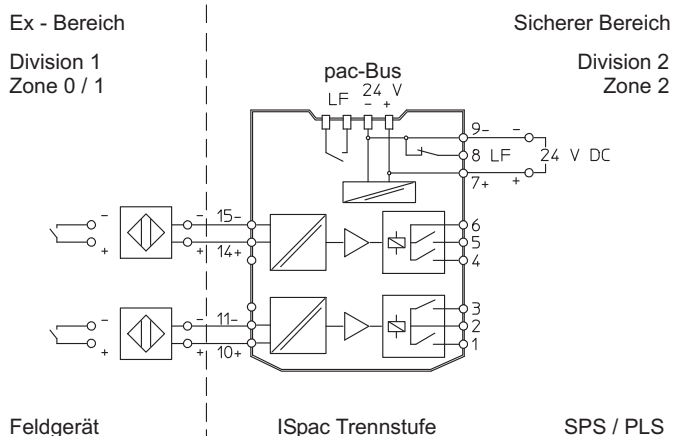 Ex - Bereich
Sicherer Bereich
Division 1
Zone 0 / 1
Division 2
Zone 2
pac-Bus
LF 24 V
- +
9- -
8 LF 24 V DC
7+ +
- - 15- 6
+ + 14+ 5
4
3
- - 11- 2
+ + 10+ 1
Feldgerät
ISpac Trennstufe
SPS / PLS